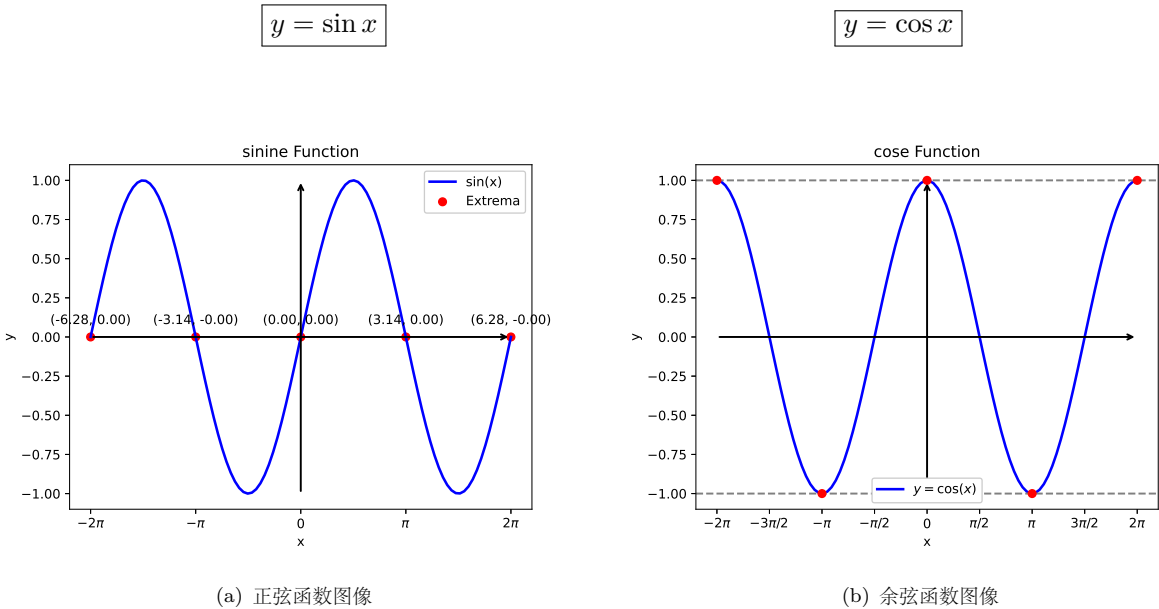 y = sin x
y = cos x
sinine Function
sin(x)
Extrema
1.00
0.75
0.50
0.25
0.00
−0.25
−0.50
−0.75
−1.00
y
(-6.28, 0.00) (-3.14, -0.00) (0.00, 0.00) (3.14, 0.00) (6.28, -0.00)
−2π −π 0 π 2π
x
(a) 正弦函数图像
cose Function
1.00
0.75
0.50
0.25
0.00
−0.25
−0.50
−0.75
−1.00
y
y = cos(x)
−2π −3π/2 −π −π/2 0 π/2 π 3π/2 2π
x
(b) 余弦函数图像